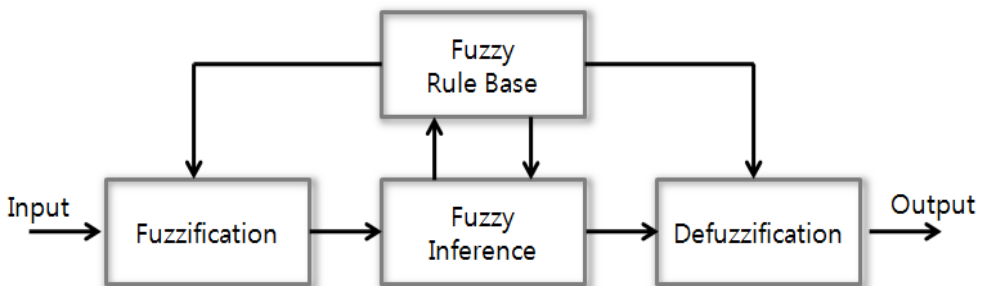 Fuzzy
Rule Base
Input
Fuzzification
Fuzzy
Inference
Defuzzification
Output